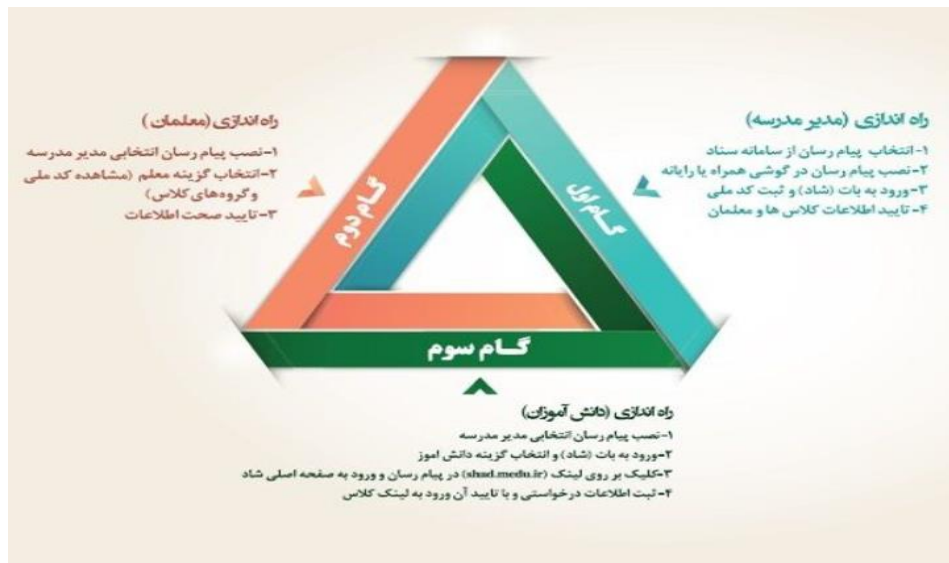 گام اول
راه اندازی (مدیر مدرسه)
۱-انتخاب پیام رسان از سامانه سناد
۲-نصب پیام رسان در گوشی همراه یا رایانه
۳-ورود به بات (شاد) و ثبت کد ملی
۴-تایید اطلاعات کلاس ها و معلمان
گام دوم
راه اندازی (معلمان)
۱-نصب پیام رسان انتخابی مدیر مدرسه
۲-انتخاب گزینه معلم (مشاهده کد ملی
و گروه‌های کلاس)
۳-تایید صحت اطلاعات
گام سوم
راه اندازی (دانش آموزان)
۱-نصب پیام رسان انتخابی مدیر مدرسه
۲-ورود به بات (شاد) و انتخاب گزینه دانش اموز
۳-کلیک بر روی لینک (shad.medu.ir) در پیام رسان و ورود به صفحه اصلی شاد
۴-ثبت اطلاعات درخواستی و با تایید آن ورود به لینک کلاس